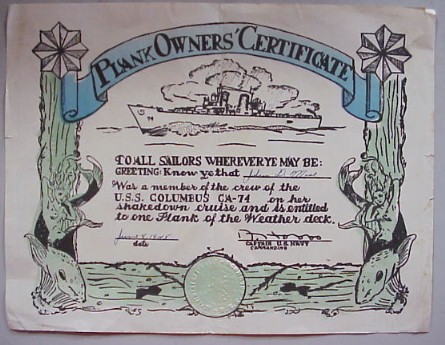 PLANK OWNERS' CERTIFICATE
74
TO ALL SAILORS WHEREVER YE MAY BE:
GREETING: Know ye that John D.
Was a member of the crew of the
U.S.S. COLUMBUS CA-74 on her
shakedown cruise and is entitled
to one Plank of the Weather deck.
date
CAPTAIN U.S. NAVY
COMMANDING